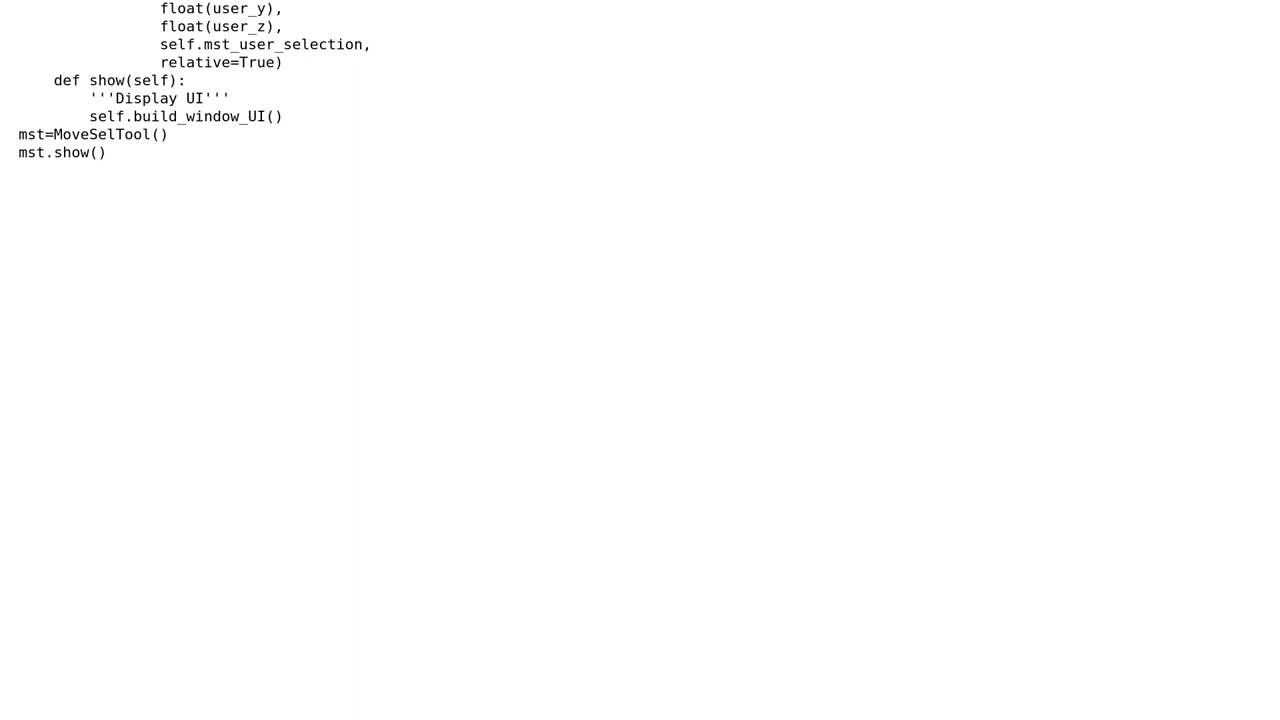 float(user_y),
                float(user_z),
                self.mst_user_selection,
                relative=True)
    def show(self):
        '''Display UI'''
        self.build_window_UI()
mst=MoveSelTool()
mst.show()